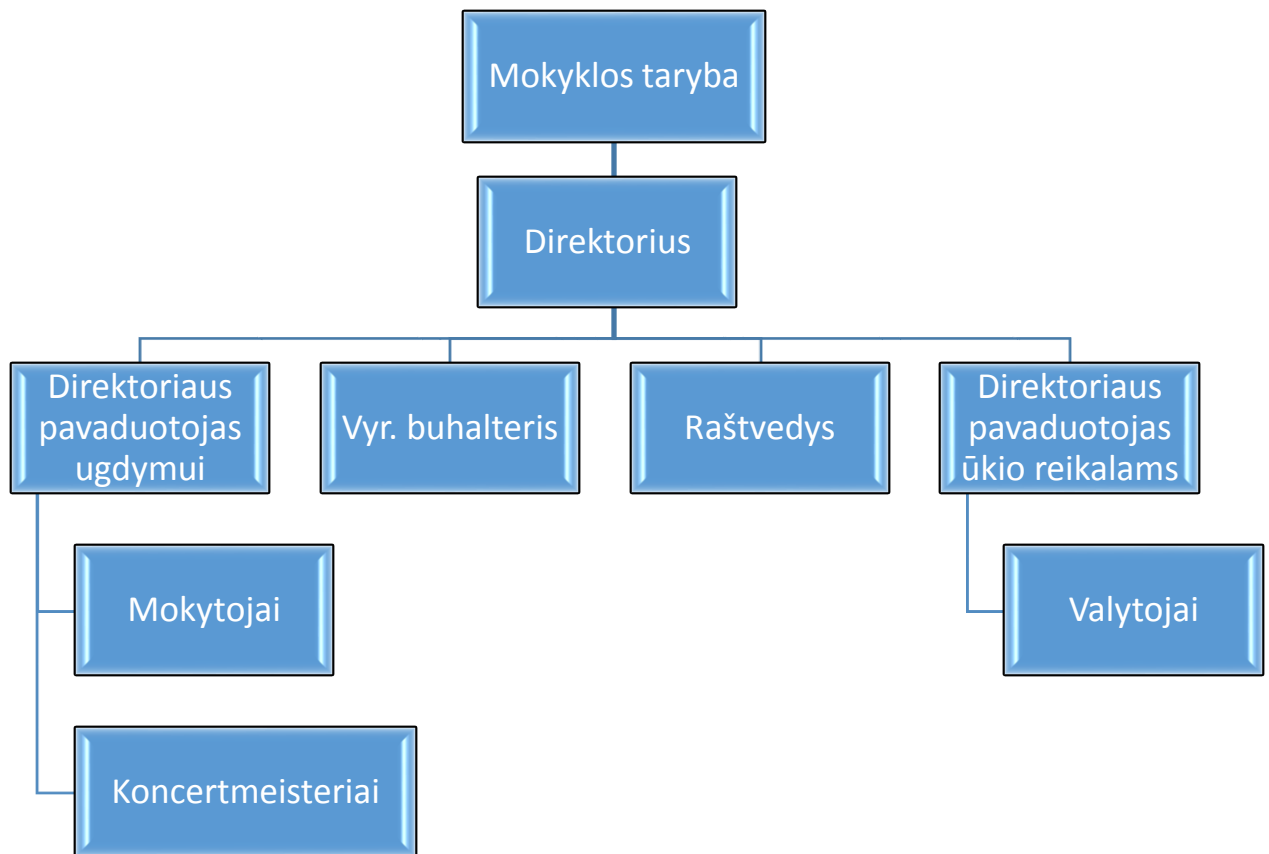 Mokyklos taryba
Direktorius
Direktoriaus
pavaduotojas
ugdymui
Vyr. buhalteris
Raštvedys
Direktoriaus
pavaduotojas
ūkio reikalams
Mokytojai
Valytojai
Koncertmeisteriai